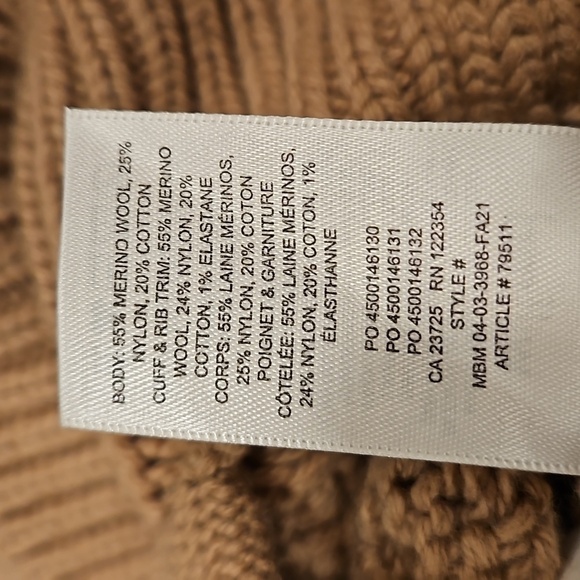 BODY: 55% MERINO WOOL, 25%
NYLON, 20% COTTON
CUFF & RIB TRIM: 55% MERINO
WOOL, 24% NYLON, 20%
COTTON, 1% ELASTANE
CORPS: 55% LAINE MÉRINOS,
25% NYLON, 20% COTON
POIGNET & GARNITURE
CÔTELÉE: 55% LAINE MÉRINOS,
24% NYLON, 20% COTON, 1%
ÉLASTHANNE
PO 4500146130
PO 4500146131
PO 4500146132
CA 23725 RN 122354
STYLE #
MBM 04-03-3968-FA21
ARTICLE # 79511